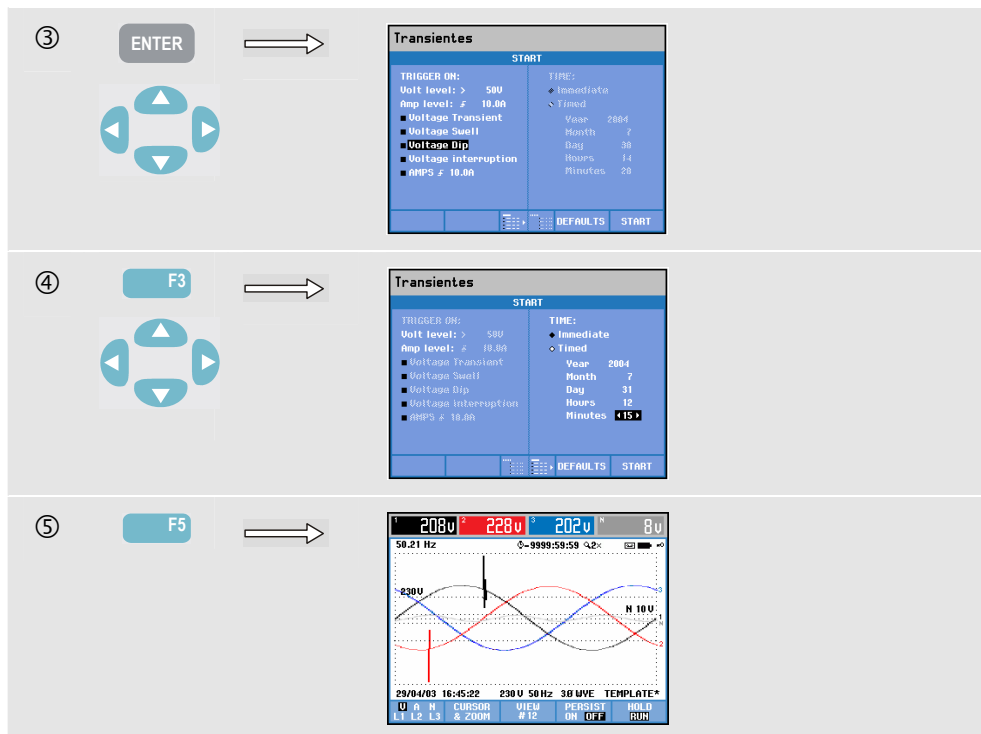 ③
ENTER
Transientes
START
TRIGGER ON:
Volt level: > 50V
Amp level: 10.0A
Voltage Transient
Voltage Swell
Voltage Dip
Voltage interruption
AMPS 10.0A
TIME:
Immediate
Timed
Year 2004
Month 7
Day 30
Hours 14
Minutes 20
DEFAULTS START
④
F3
Transientes
START
TRIGGER ON:
Volt level: > 50V
Amp level: 10.0A
Voltage Transient
Voltage Swell
Voltage Dip
Voltage interruption
AMPS 10.0A
TIME:
Immediate
Timed
Year 2004
Month 7
Day 31
Hours 12
Minutes 15
DEFAULTS START
⑤
F5
1 208V 2 228V 3 202V N 8V
50.21 Hz -9999:59:59 2×
230V
3
N 10V
1
N
2
29/04/03 16:45:22 230V 50Hz 3Ø WYE TEMPLATE*
V A N CURSOR VIEW PERSIST HOLD
L1 L2 L3 & ZOOM #12 ON OFF RUN